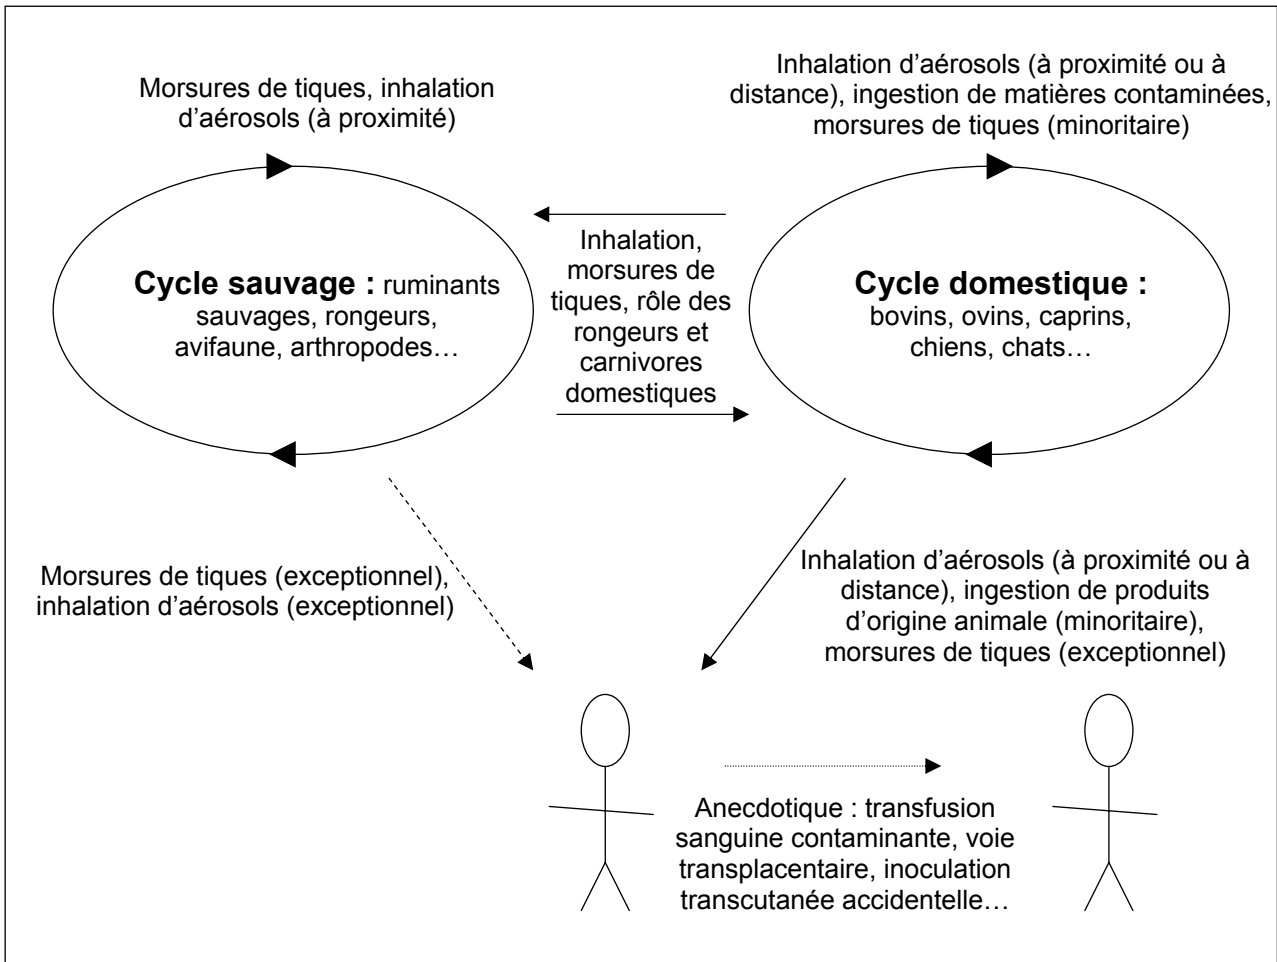 Morsures de tiques, inhalation
d’aérosols (à proximité)
Inhalation d’aérosols (à proximité ou à
distance), ingestion de matières contaminées,
morsures de tiques (minoritaire)
Cycle sauvage : ruminants
sauvages, rongeurs,
avifaune, arthropodes…
Inhalation,
morsures de
tiques, rôle des
rongeurs et
carnivores
domestiques
Cycle domestique :
bovins, ovins, caprins,
chiens, chats…
Morsures de tiques (exceptionnel),
inhalation d’aérosols (exceptionnel)
Inhalation d’aérosols (à proximité ou à
distance), ingestion de produits
d’origine animale (minoritaire),
morsures de tiques (exceptionnel)
Anecdotique : transfusion
sanguine contaminante, voie
transplacentaire, inoculation
transcutanée accidentelle…